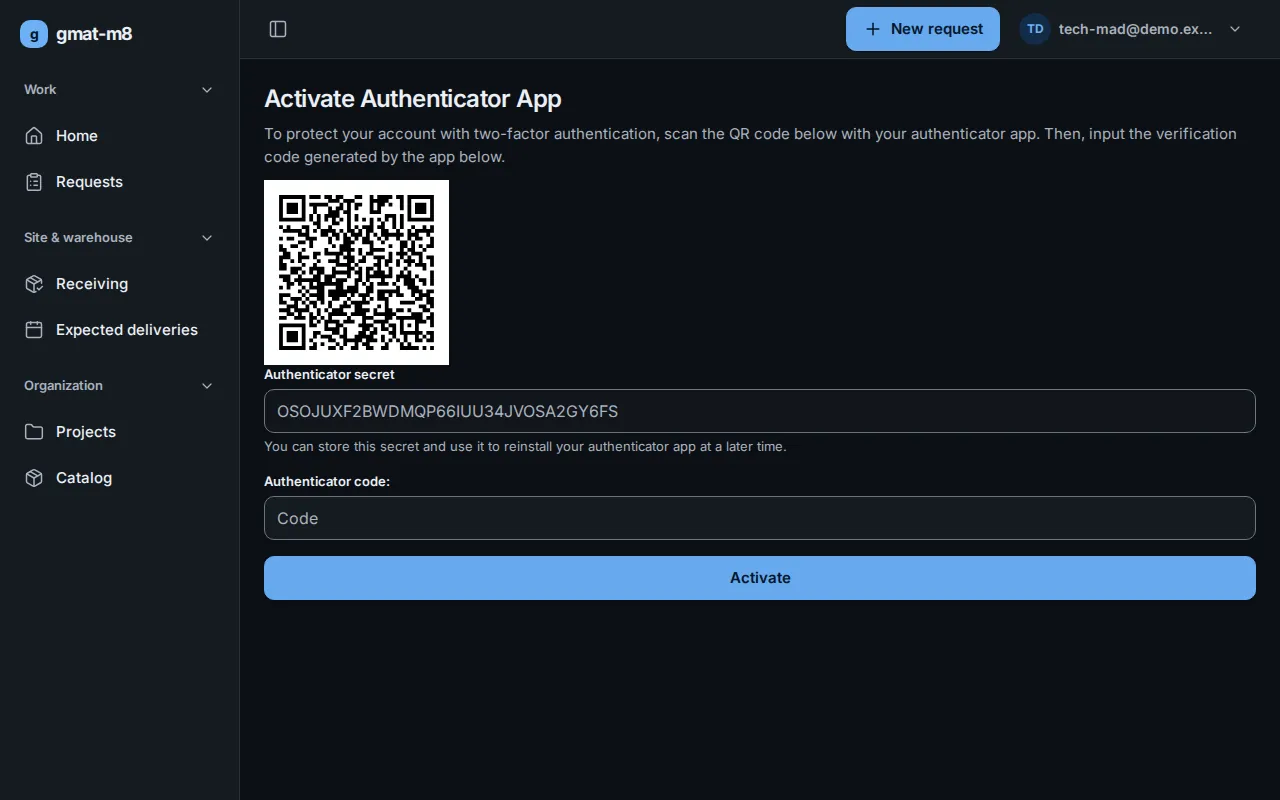 g gmat-m8
New request
TD tech-mad@demo.ex...
Work
Home
Requests
Site & warehouse
Receiving
Expected deliveries
Organization
Projects
Catalog
Activate Authenticator App
To protect your account with two-factor authentication, scan the QR code below with your authenticator app. Then, input the verification
code generated by the app below.
Authenticator secret
OSOJUXF2BWDMQP66IUU34JVOSA2GY6FS
You can store this secret and use it to reinstall your authenticator app at a later time.
Authenticator code:
Code
Activate